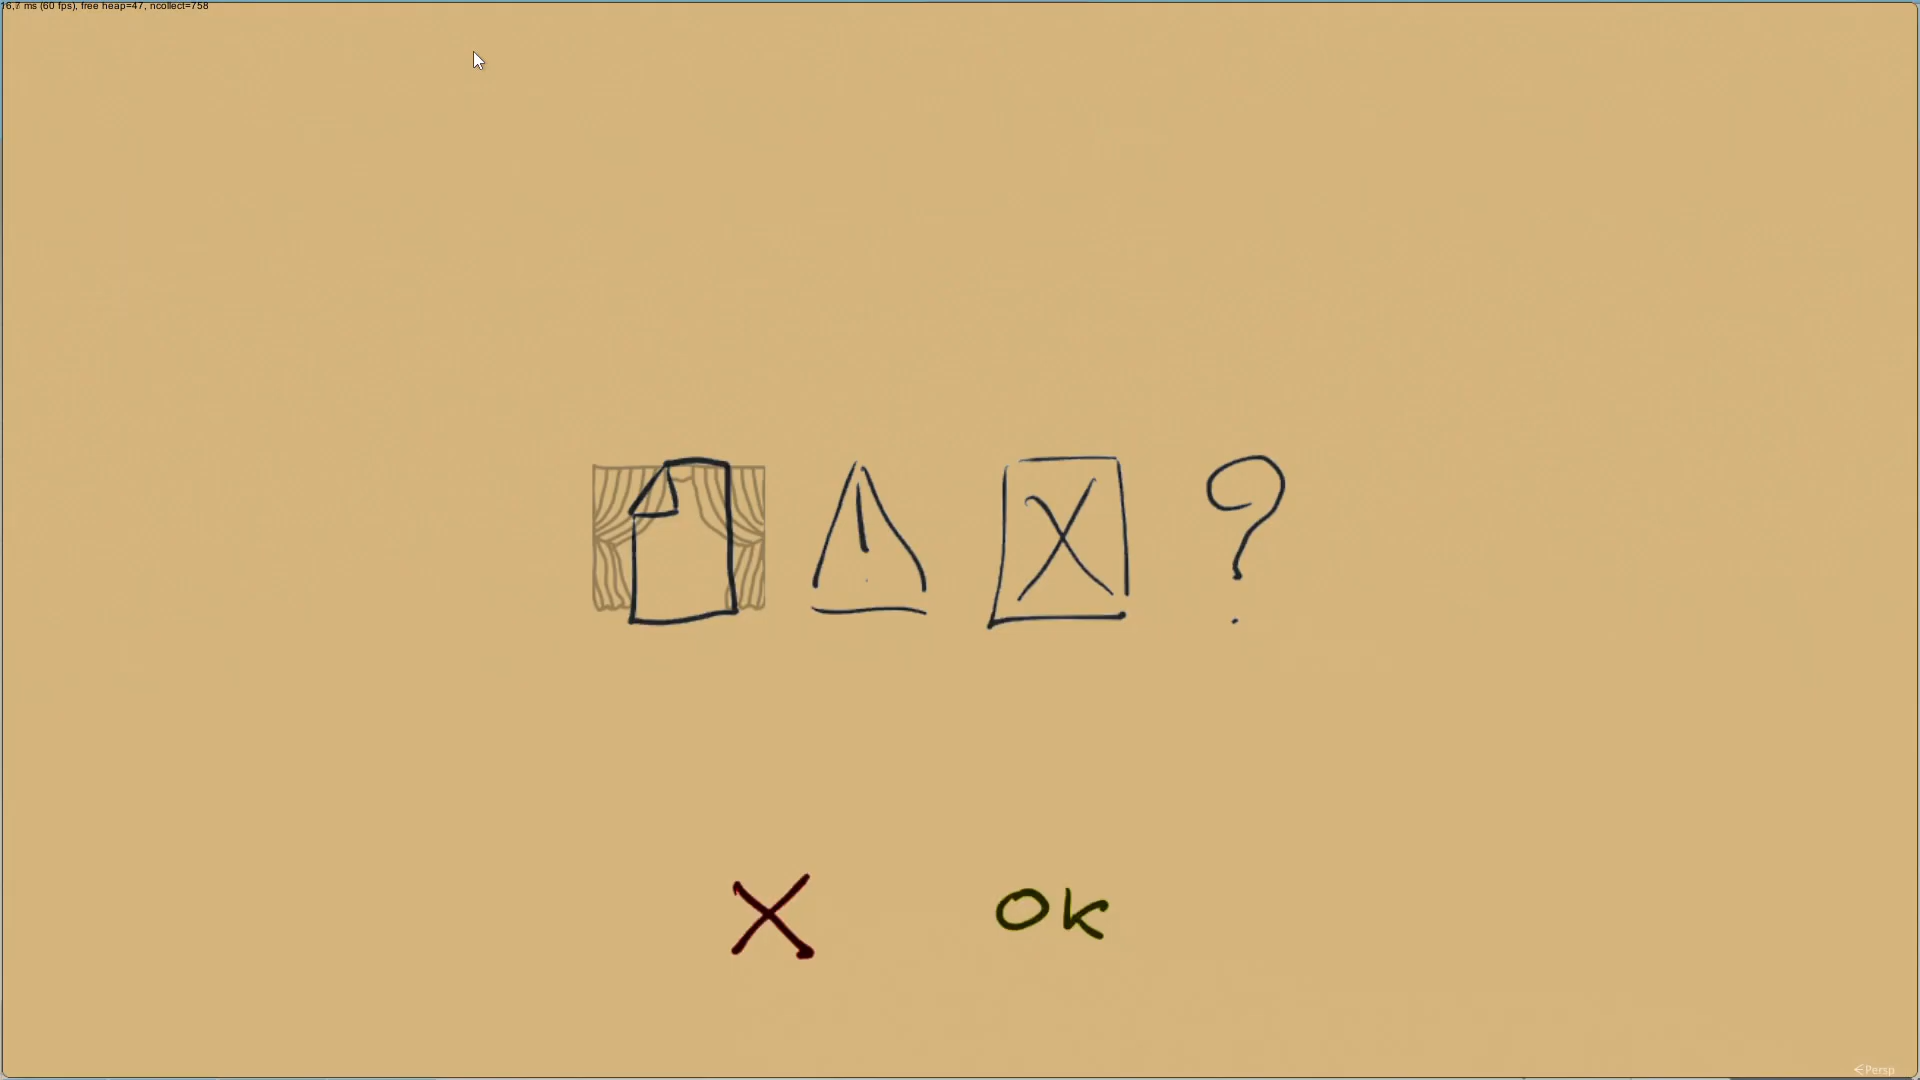 16,7 ms (60 fps), free heap=47, ncollect=758
!
X
?
X
OK
Persp